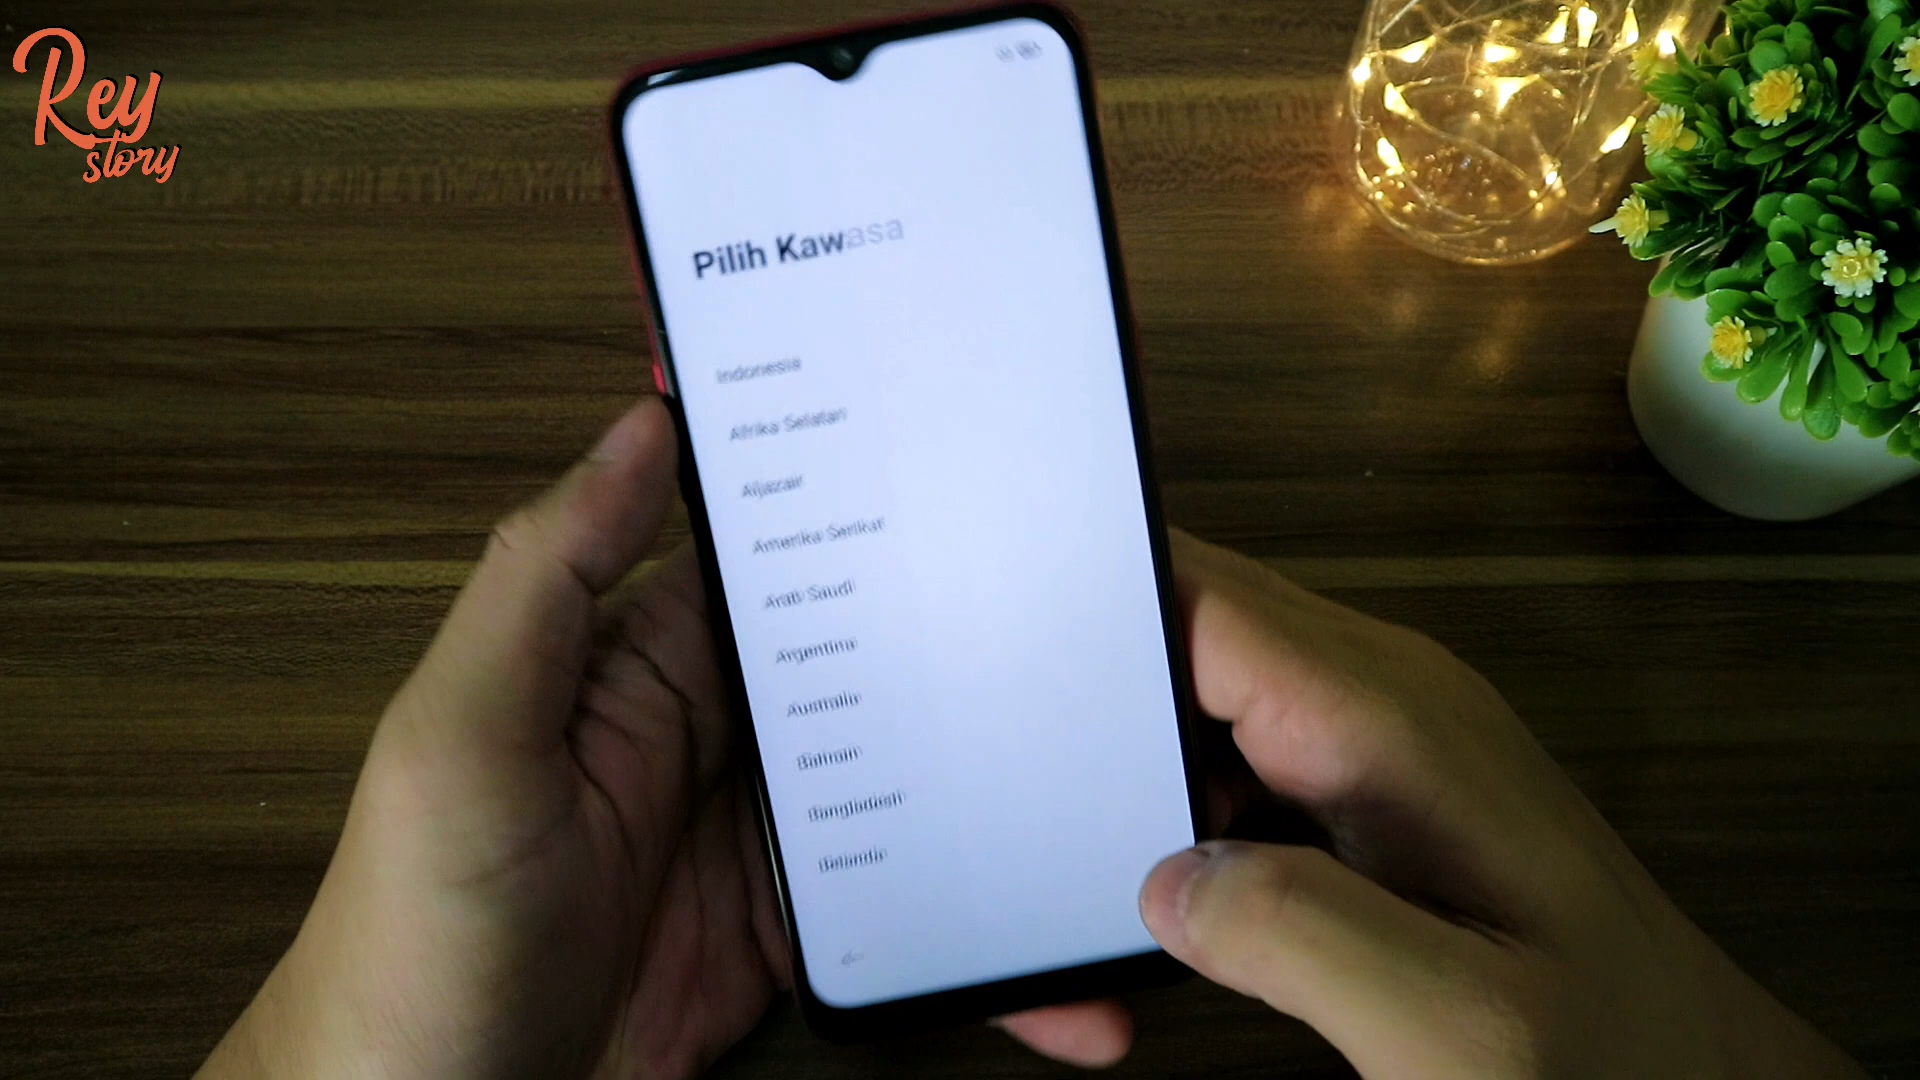 Rey
story
Pilih Kawasa
Indonesia
Afrika Selatan
Aljazair
Amerika Serikat
Arab Saudi
Argentina
Australia
Bahrain
Bangladesh
Belanda